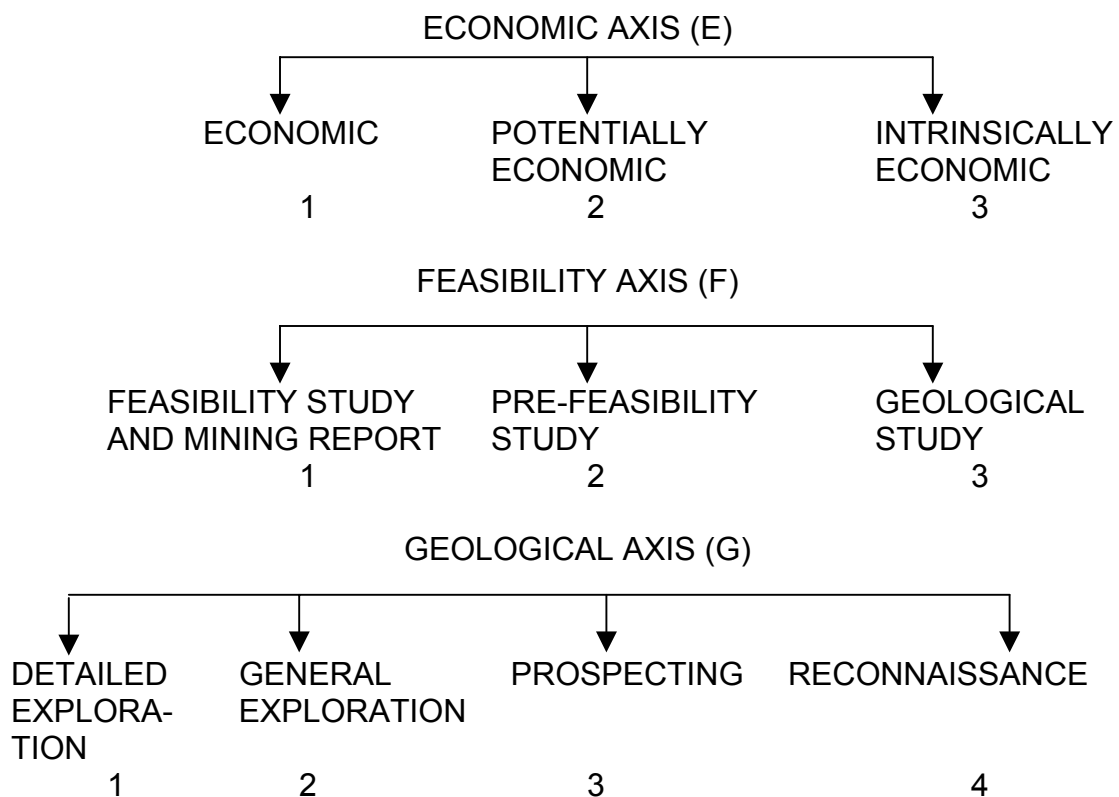 ECONOMIC AXIS (E)
ECONOMIC
POTENTIALLY
ECONOMIC
INTRINSICALLY
ECONOMIC
1
2
3
FEASIBILITY AXIS (F)
FEASIBILITY STUDY
AND MINING REPORT
PRE-FEASIBILITY
STUDY
GEOLOGICAL
STUDY
1
2
3
GEOLOGICAL AXIS (G)
DETAILED
EXPLORA-
TION
GENERAL
EXPLORATION
PROSPECTING
RECONNAISSANCE
1
2
3
4